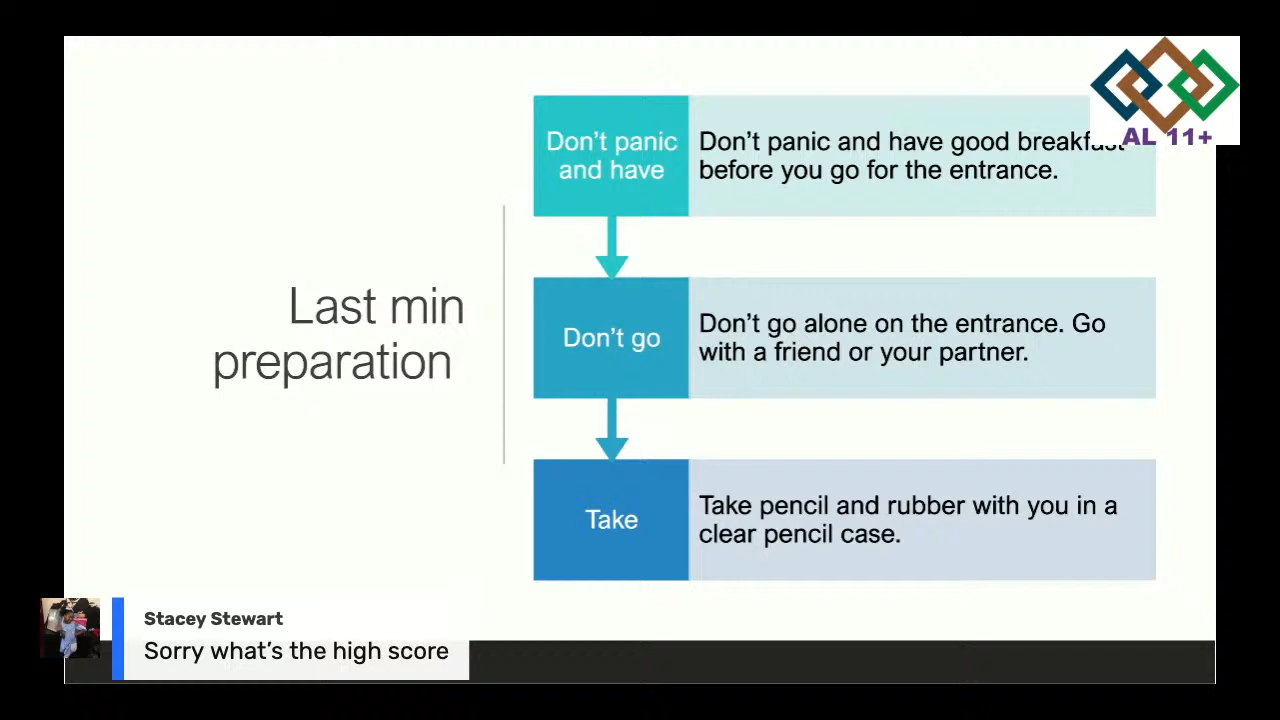 AL 11+
Last min
preparation
Don't panic
and have
Don't panic and have good breakfast
before you go for the entrance.
Don't go
Don't go alone on the entrance. Go
with a friend or your partner.
Take
Take pencil and rubber with you in a
clear pencil case.
Stacey Stewart
Sorry what's the high score